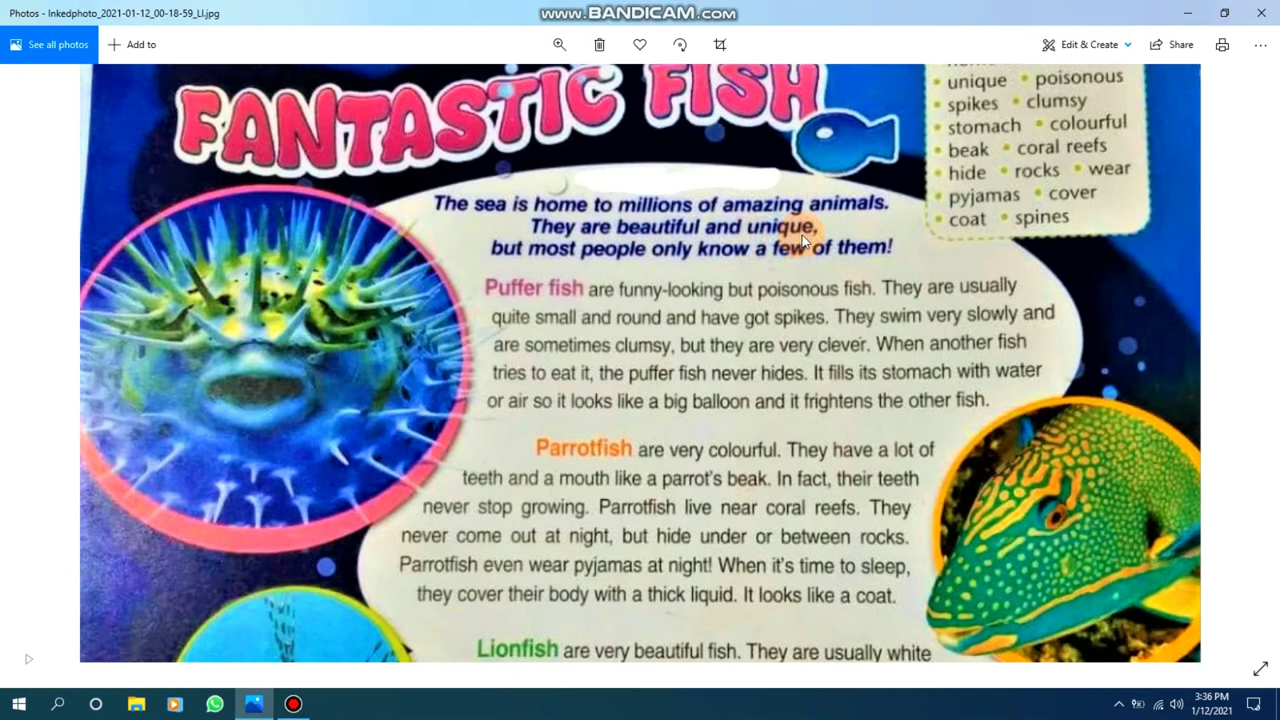 Photos - Inkedphoto_2021-01-12_00-18-59_LI.jpg
www.BANDICAM.com
See all photos
Add to
Edit & Create
Share
FANTASTIC FISH
• unique • poisonous
• spikes • clumsy
• stomach • colourful
• beak • coral reefs
• hide • rocks • wear
• pyjamas • cover
• coat • spines
The sea is home to millions of amazing animals.
They are beautiful and unique,
but most people only know a few of them!
Puffer fish are funny-looking but poisonous fish. They are usually
quite small and round and have got spikes. They swim very slowly and
are sometimes clumsy, but they are very clever. When another fish
tries to eat it, the puffer fish never hides. It fills its stomach with water
or air so it looks like a big balloon and it frightens the other fish.
Parrotfish are very colourful. They have a lot of
teeth and a mouth like a parrot's beak. In fact, their teeth
never stop growing. Parrotfish live near coral reefs. They
never come out at night, but hide under or between rocks.
Parrotfish even wear pyjamas at night! When it's time to sleep,
they cover their body with a thick liquid. It looks like a coat.
Lionfish are very beautiful fish. They are usually white
3:36 PM
1/12/2021